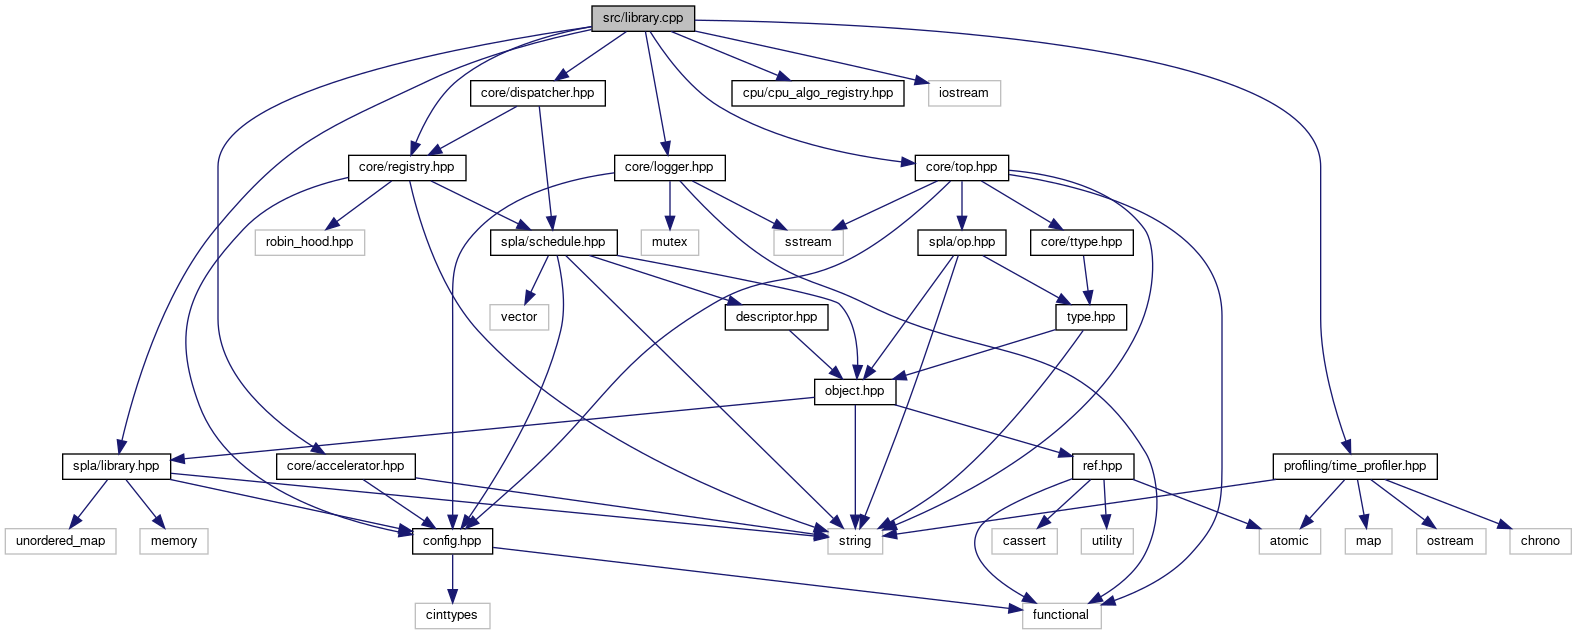 src/library.cpp
core/dispatcher.hpp
cpu/cpu_algo_registry.hpp
iostream
core/registry.hpp
core/logger.hpp
core/top.hpp
robin_hood.hpp
spla/schedule.hpp
mutex
sstream
spla/op.hpp
core/ttype.hpp
vector
descriptor.hpp
type.hpp
object.hpp
spla/library.hpp
core/accelerator.hpp
ref.hpp
profiling/time_profiler.hpp
unordered_map
memory
config.hpp
string
cassert
utility
atomic
map
ostream
chrono
cinttypes
functional